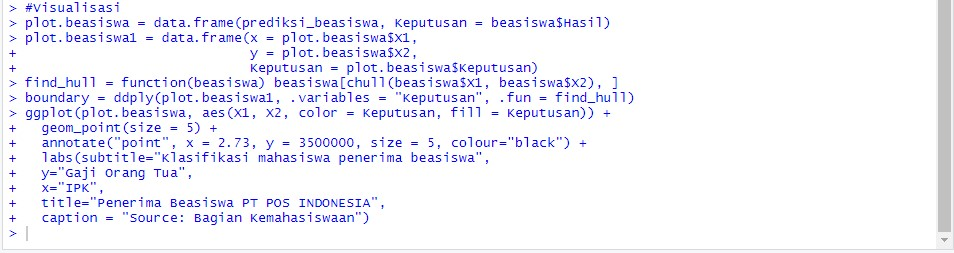 > #Visualisasi
> plot.beasiswa = data.frame(prediksi_beasiswa, Keputusan = beasiswa$Hasil)
> plot.beasiswa1 = data.frame(x = plot.beasiswa$X1,
+                             y = plot.beasiswa$X2,
+                             Keputusan = plot.beasiswa$Keputusan)
> find_hull = function(beasiswa) beasiswa[chull(beasiswa$X1, beasiswa$X2), ]
> boundary = ddply(plot.beasiswa1, .variables = "Keputusan", .fun = find_hull)
> ggplot(plot.beasiswa, aes(X1, X2, color = Keputusan, fill = Keputusan)) +
+   geom_point(size = 5) +
+   annotate("point", x = 2.73, y = 3500000, size = 5, colour="black") +
+   labs(subtitle="Klasifikasi mahasiswa penerima beasiswa",
+   y="Gaji Orang Tua",
+   x="IPK",
+   title="Penerima Beasiswa PT POS INDONESIA",
+   caption = "Source: Bagian Kemahasiswaan")
>